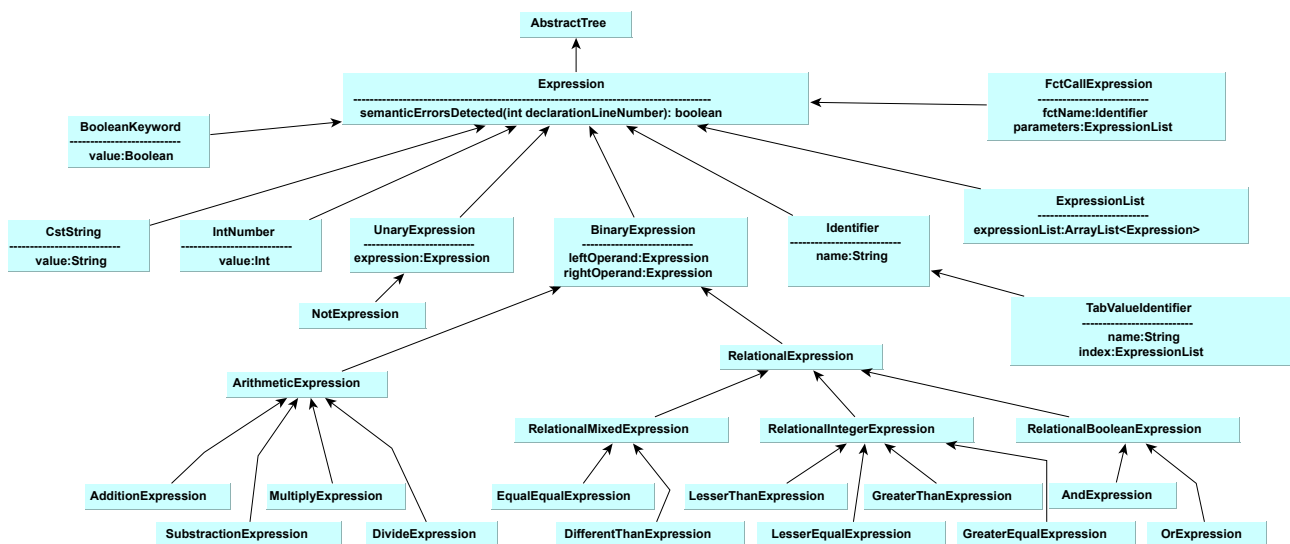 AbstractTree
Expression
----------------------------------------------------------------------------------------
semanticErrorsDetected(int declarationLineNumber): boolean
FctCallExpression
----------------------------
fctName:Identifier
parameters:ExpressionList
BooleanKeyword
----------------------------
value:Boolean
CstString
----------------------------
value:String
IntNumber
----------------------------
value:Int
UnaryExpression
----------------------------
expression:Expression
BinaryExpression
----------------------------
leftOperand:Expression
rightOperand:Expression
Identifier
----------------------------
name:String
ExpressionList
----------------------------
expressionList:ArrayList<Expression>
NotExpression
TabValueIdentifier
----------------------------
name:String
index:ExpressionList
ArithmeticExpression
RelationalExpression
RelationalMixedExpression
RelationalIntegerExpression
RelationalBooleanExpression
AdditionExpression
MultiplyExpression
EqualEqualExpression
LesserThanExpression
GreaterThanExpression
AndExpression
SubstractionExpression
DivideExpression
DifferentThanExpression
LesserEqualExpression
GreaterEqualExpression
OrExpression